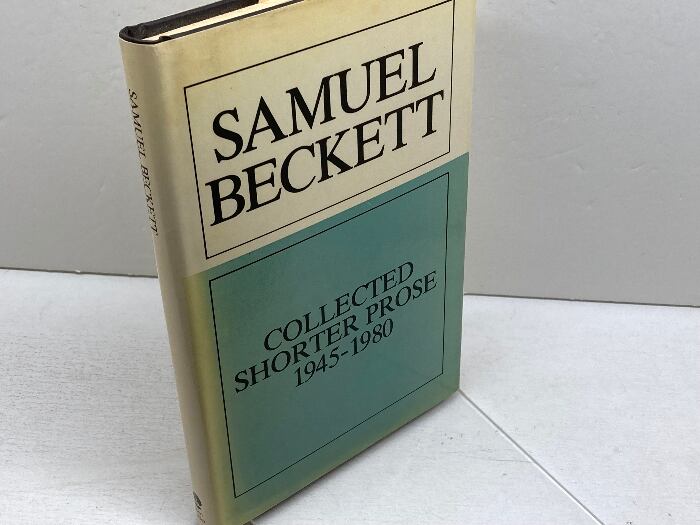 SAMUEL
BECKETT
COLLECTED
SHORTER PROSE
1945-1980
SAMUEL BECKETT